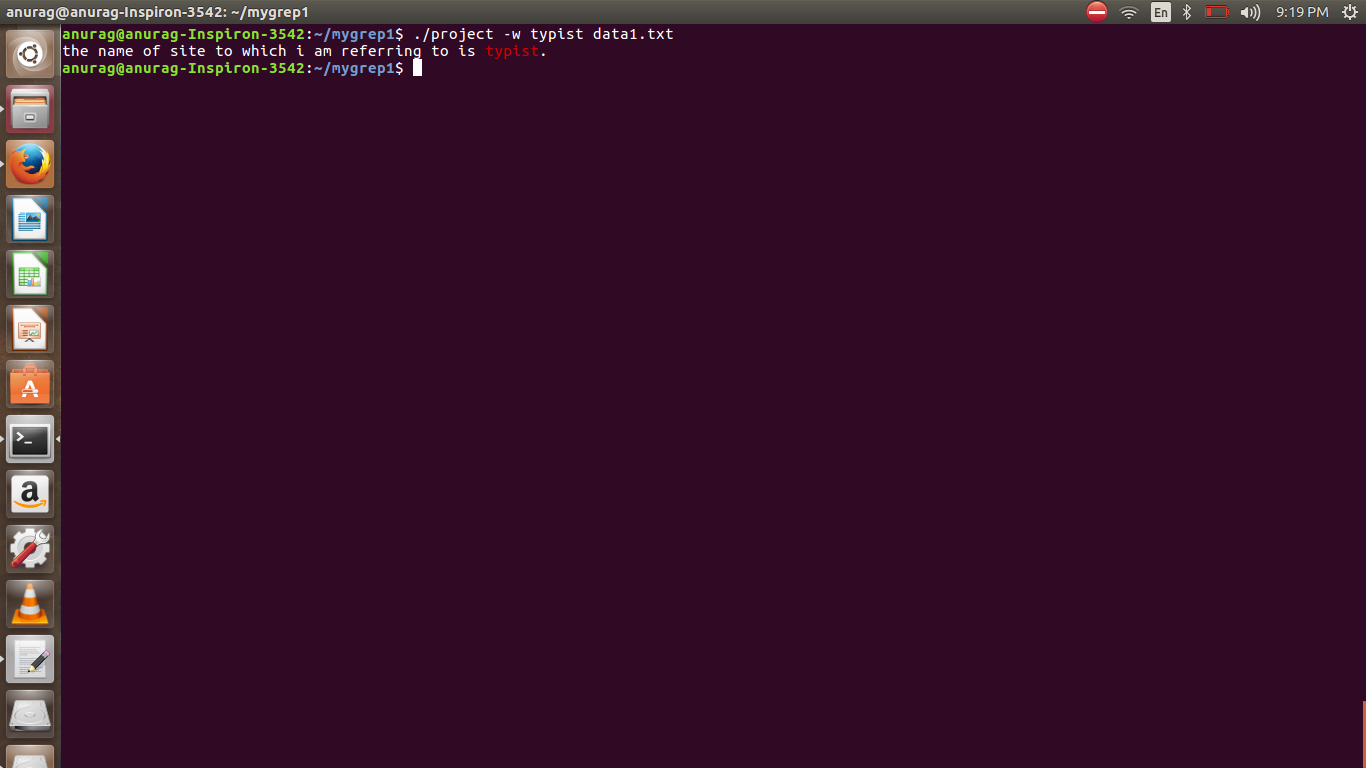 anurag@anurag-Inspiron-3542: ~/mygrep1
En
9:19 PM
anurag@anurag-Inspiron-3542:~/mygrep1$ ./project -w typist data1.txt
the name of site to which i am referring to is typist.
anurag@anurag-Inspiron-3542:~/mygrep1$